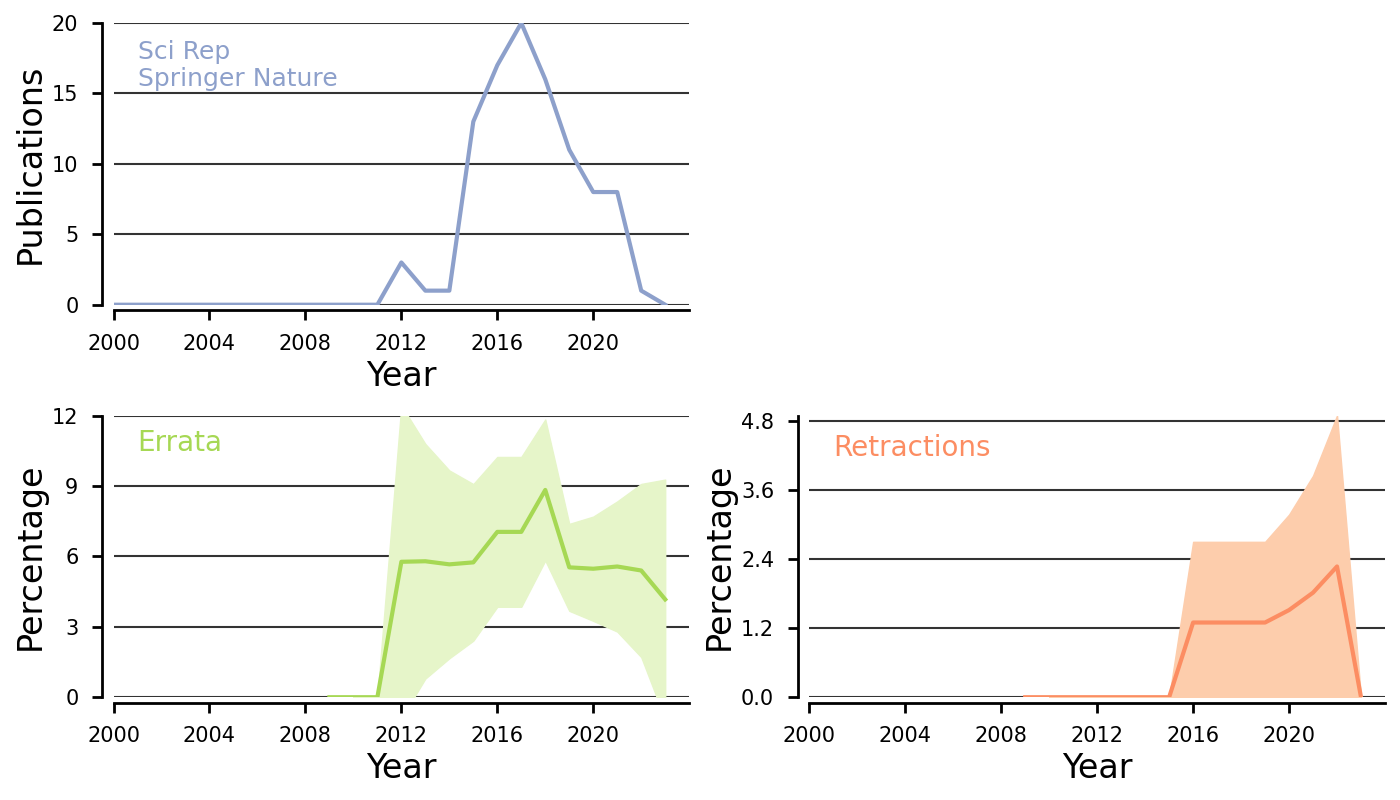 20
15
10
5
0
Publications
Sci Rep
Springer Nature
2000 2004 2008 2012 2016 2020
Year
12
9
6
3
0
Percentage
Errata
2000 2004 2008 2012 2016 2020
Year
4.8
3.6
2.4
1.2
0.0
Percentage
Retractions
2000 2004 2008 2012 2016 2020
Year